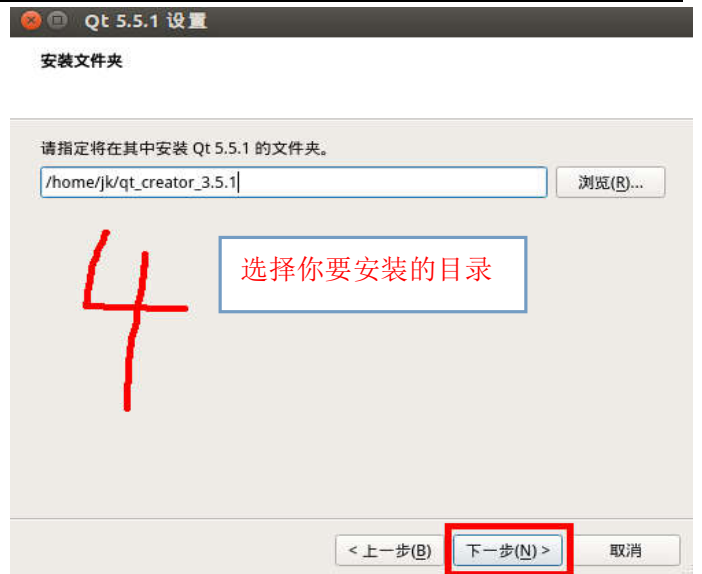 Qt 5.5.1 设置
安装文件夹
请指定将在其中安装 Qt 5.5.1 的文件夹。
/home/jk/qt_creator_3.5.1
浏览(R)...
4
选择你要安装的目录
< 上一步(B)
下一步(N) >
取消